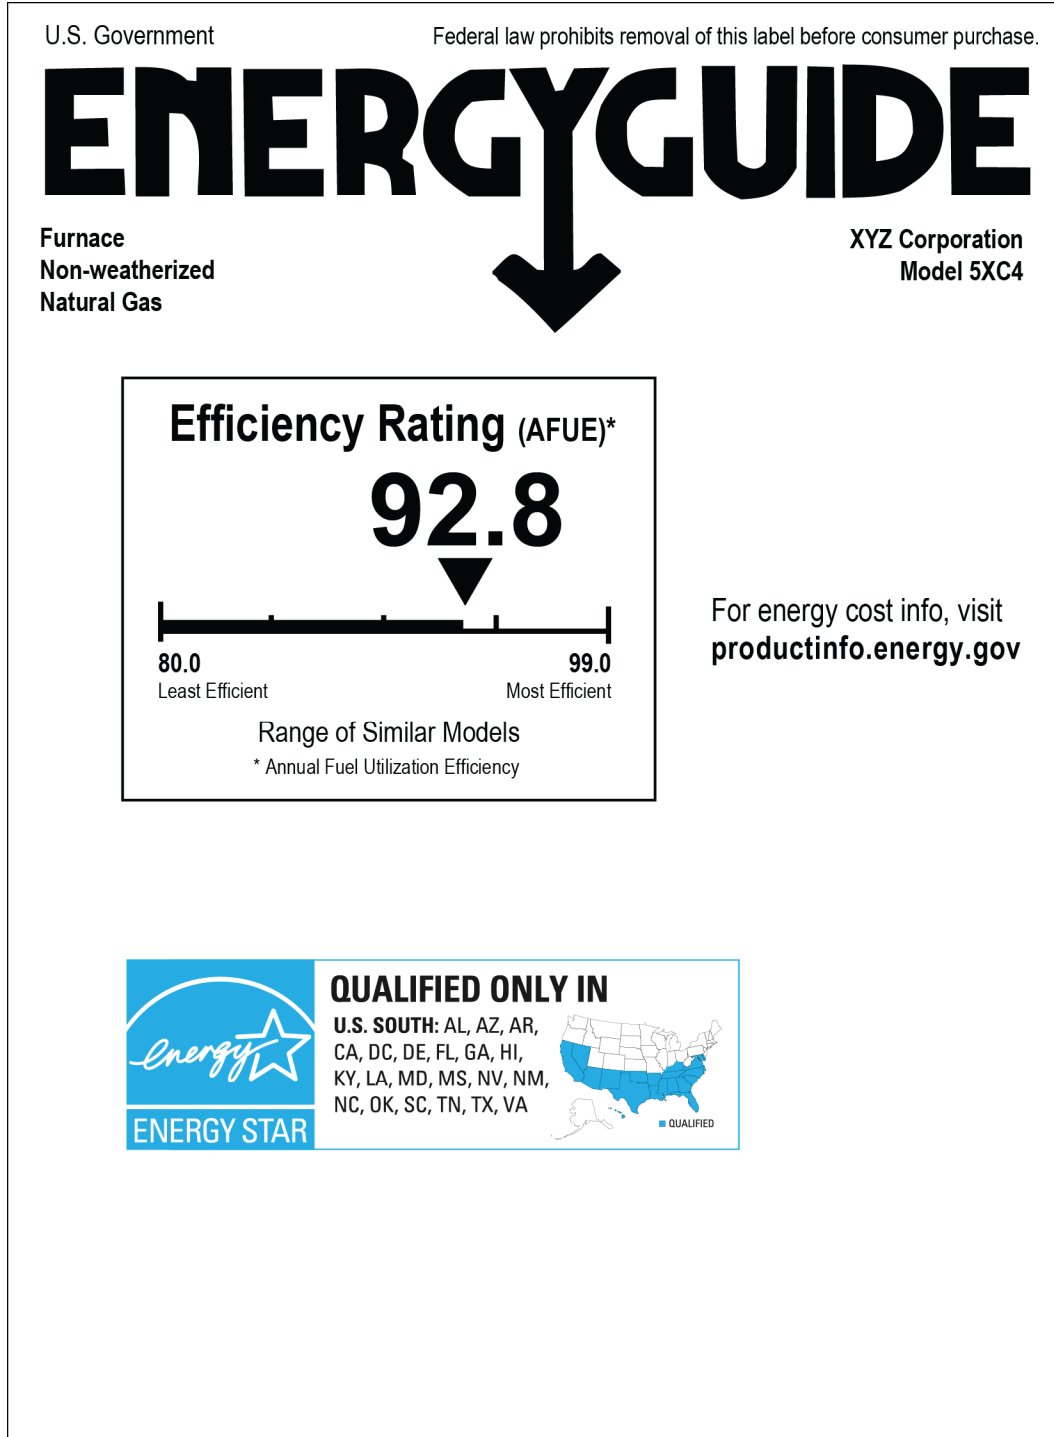 U.S. Government
Federal law prohibits removal of this label before consumer purchase.
ENERGYGUIDE
Furnace
Non-weatherized
Natural Gas
XYZ Corporation
Model 5XC4
Efficiency Rating (AFUE)*
92.8
80.0
Least Efficient
99.0
Most Efficient
Range of Similar Models
* Annual Fuel Utilization Efficiency
For energy cost info, visit
productinfo.energy.gov
energy
ENERGY STAR
QUALIFIED ONLY IN
U.S. SOUTH: AL, AZ, AR,
CA, DC, DE, FL, GA, HI,
KY, LA, MD, MS, NV, NM,
NC, OK, SC, TN, TX, VA
QUALIFIED